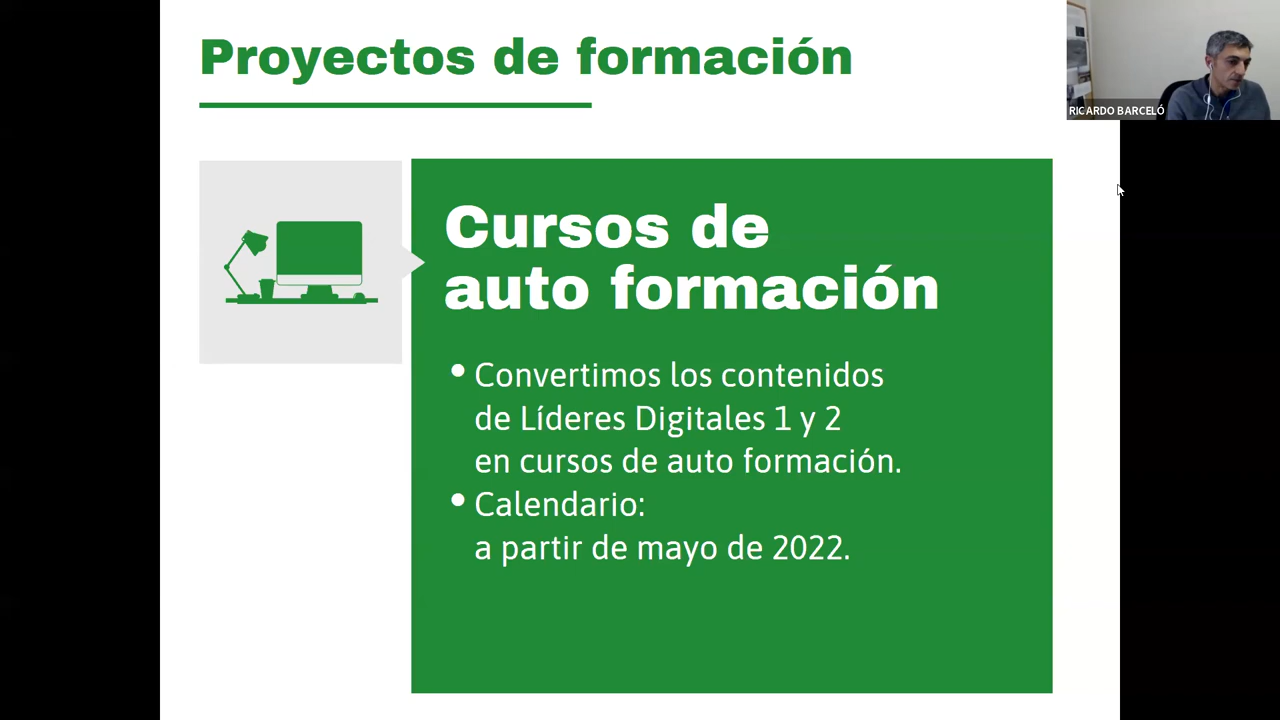 Proyectos de formación
RICARDO BARCELÓ
Cursos de
auto formación
• Convertimos los contenidos
de Líderes Digitales 1 y 2
en cursos de auto formación.
• Calendario:
a partir de mayo de 2022.